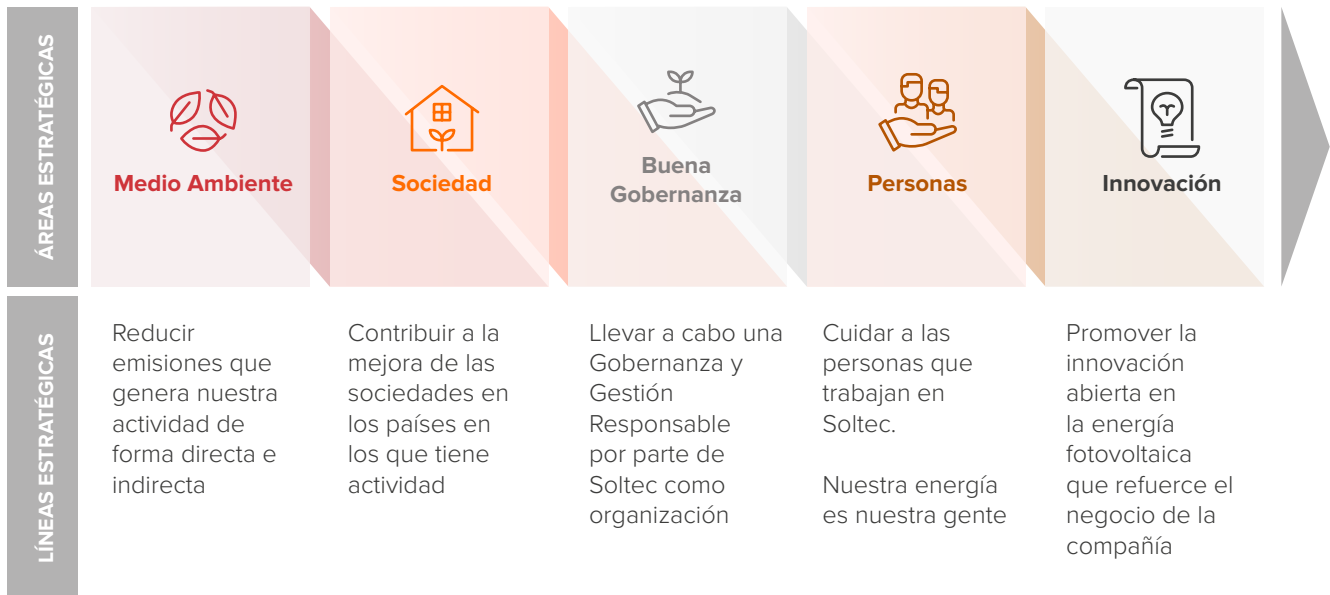 ÁREAS ESTRATÉGICAS
Medio Ambiente
Sociedad
Buena
Gobernanza
Personas
Innovación
LÍNEAS ESTRATÉGICAS
Reducir
emisiones que
genera nuestra
actividad de
forma directa e
indirecta
Contribuir a la
mejora de las
sociedades en
los países en
los que tiene
actividad
Llevar a cabo una
Gobernanza y
Gestión
Responsable
por parte de
Soltec como
organización
Cuidar a las
personas que
trabajan en
Soltec.
Nuestra energía
es nuestra gente
Promover la
innovación
abierta en
la energía
fotovoltaica
que refuerce el
negocio de la
compañía